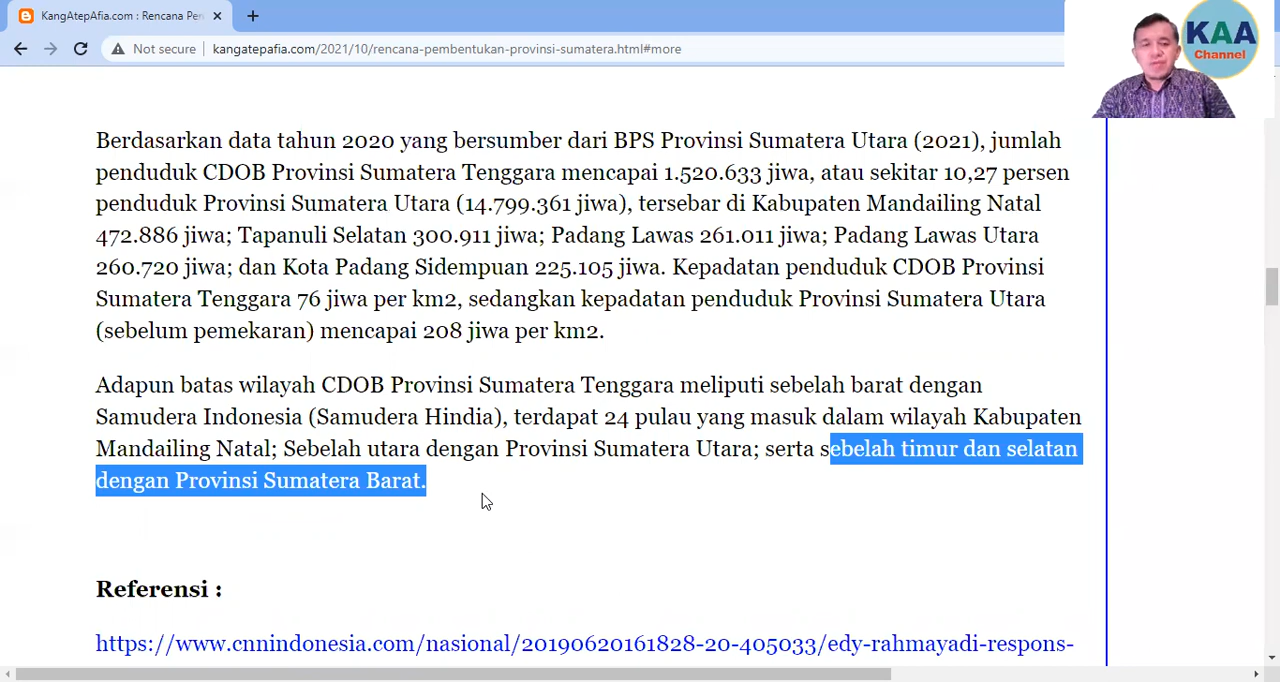 KangAtepAfia.com : Rencana Per
Not secure
kangatepafia.com/2021/10/rencana-pembentukan-provinsi-sumatera.html#more
KAA
Channel
Berdasarkan data tahun 2020 yang bersumber dari BPS Provinsi Sumatera Utara (2021), jumlah
penduduk CDOB Provinsi Sumatera Tenggara mencapai 1.520.633 jiwa, atau sekitar 10,27 persen
penduduk Provinsi Sumatera Utara (14.799.361 jiwa), tersebar di Kabupaten Mandailing Natal
472.886 jiwa; Tapanuli Selatan 300.911 jiwa; Padang Lawas 261.011 jiwa; Padang Lawas Utara
260.720 jiwa; dan Kota Padang Sidempuan 225.105 jiwa. Kepadatan penduduk CDOB Provinsi
Sumatera Tenggara 76 jiwa per km2, sedangkan kepadatan penduduk Provinsi Sumatera Utara
(sebelum pemekaran) mencapai 208 jiwa per km2.
Adapun batas wilayah CDOB Provinsi Sumatera Tenggara meliputi sebelah barat dengan
Samudera Indonesia (Samudera Hindia), terdapat 24 pulau yang masuk dalam wilayah Kabupaten
Mandailing Natal; Sebelah utara dengan Provinsi Sumatera Utara; serta sebelah timur dan selatan
dengan Provinsi Sumatera Barat.
Referensi :
https://www.cnnindonesia.com/nasional/20190620161828-20-405033/edy-rahmayadi-respons-